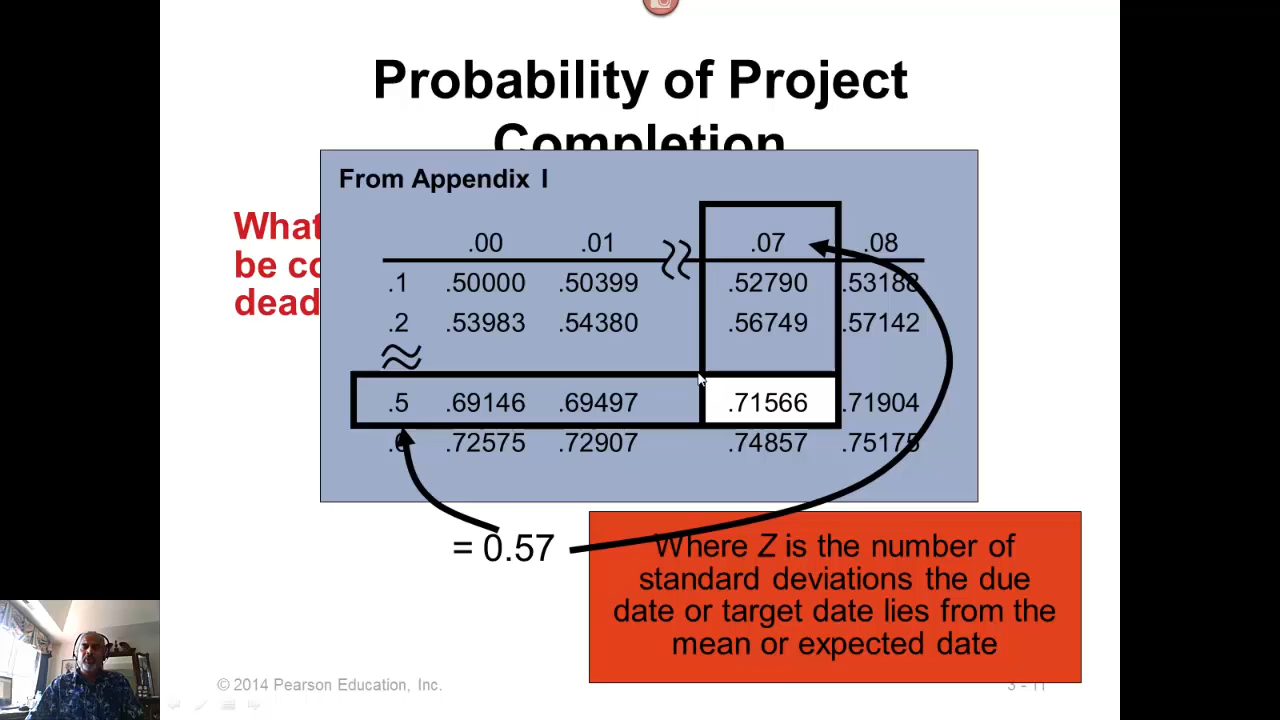 Probability of Project
Completion
From Appendix I
What
be co
dead
.00 .01 .07 .08
.1 .50000 .50399 .52790 .53188
.2 .53983 .54380 .56749 .57142
.5 .69146 .69497 .71566 .71904
.72575 .72907 .74857 .75175
= 0.57
Where Z is the number of
standard deviations the due
date or target date lies from the
mean or expected date
© 2014 Pearson Education, Inc.
3 - 11